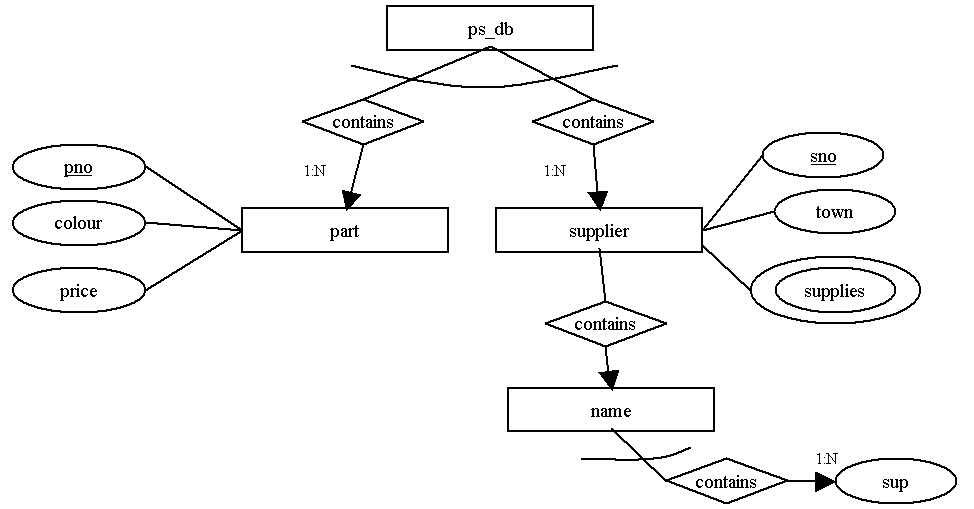 ps_db
contains
contains
1:N
1:N
pno
colour
price
part
supplier
sno
town
supplies
contains
name
contains
1:N
sup